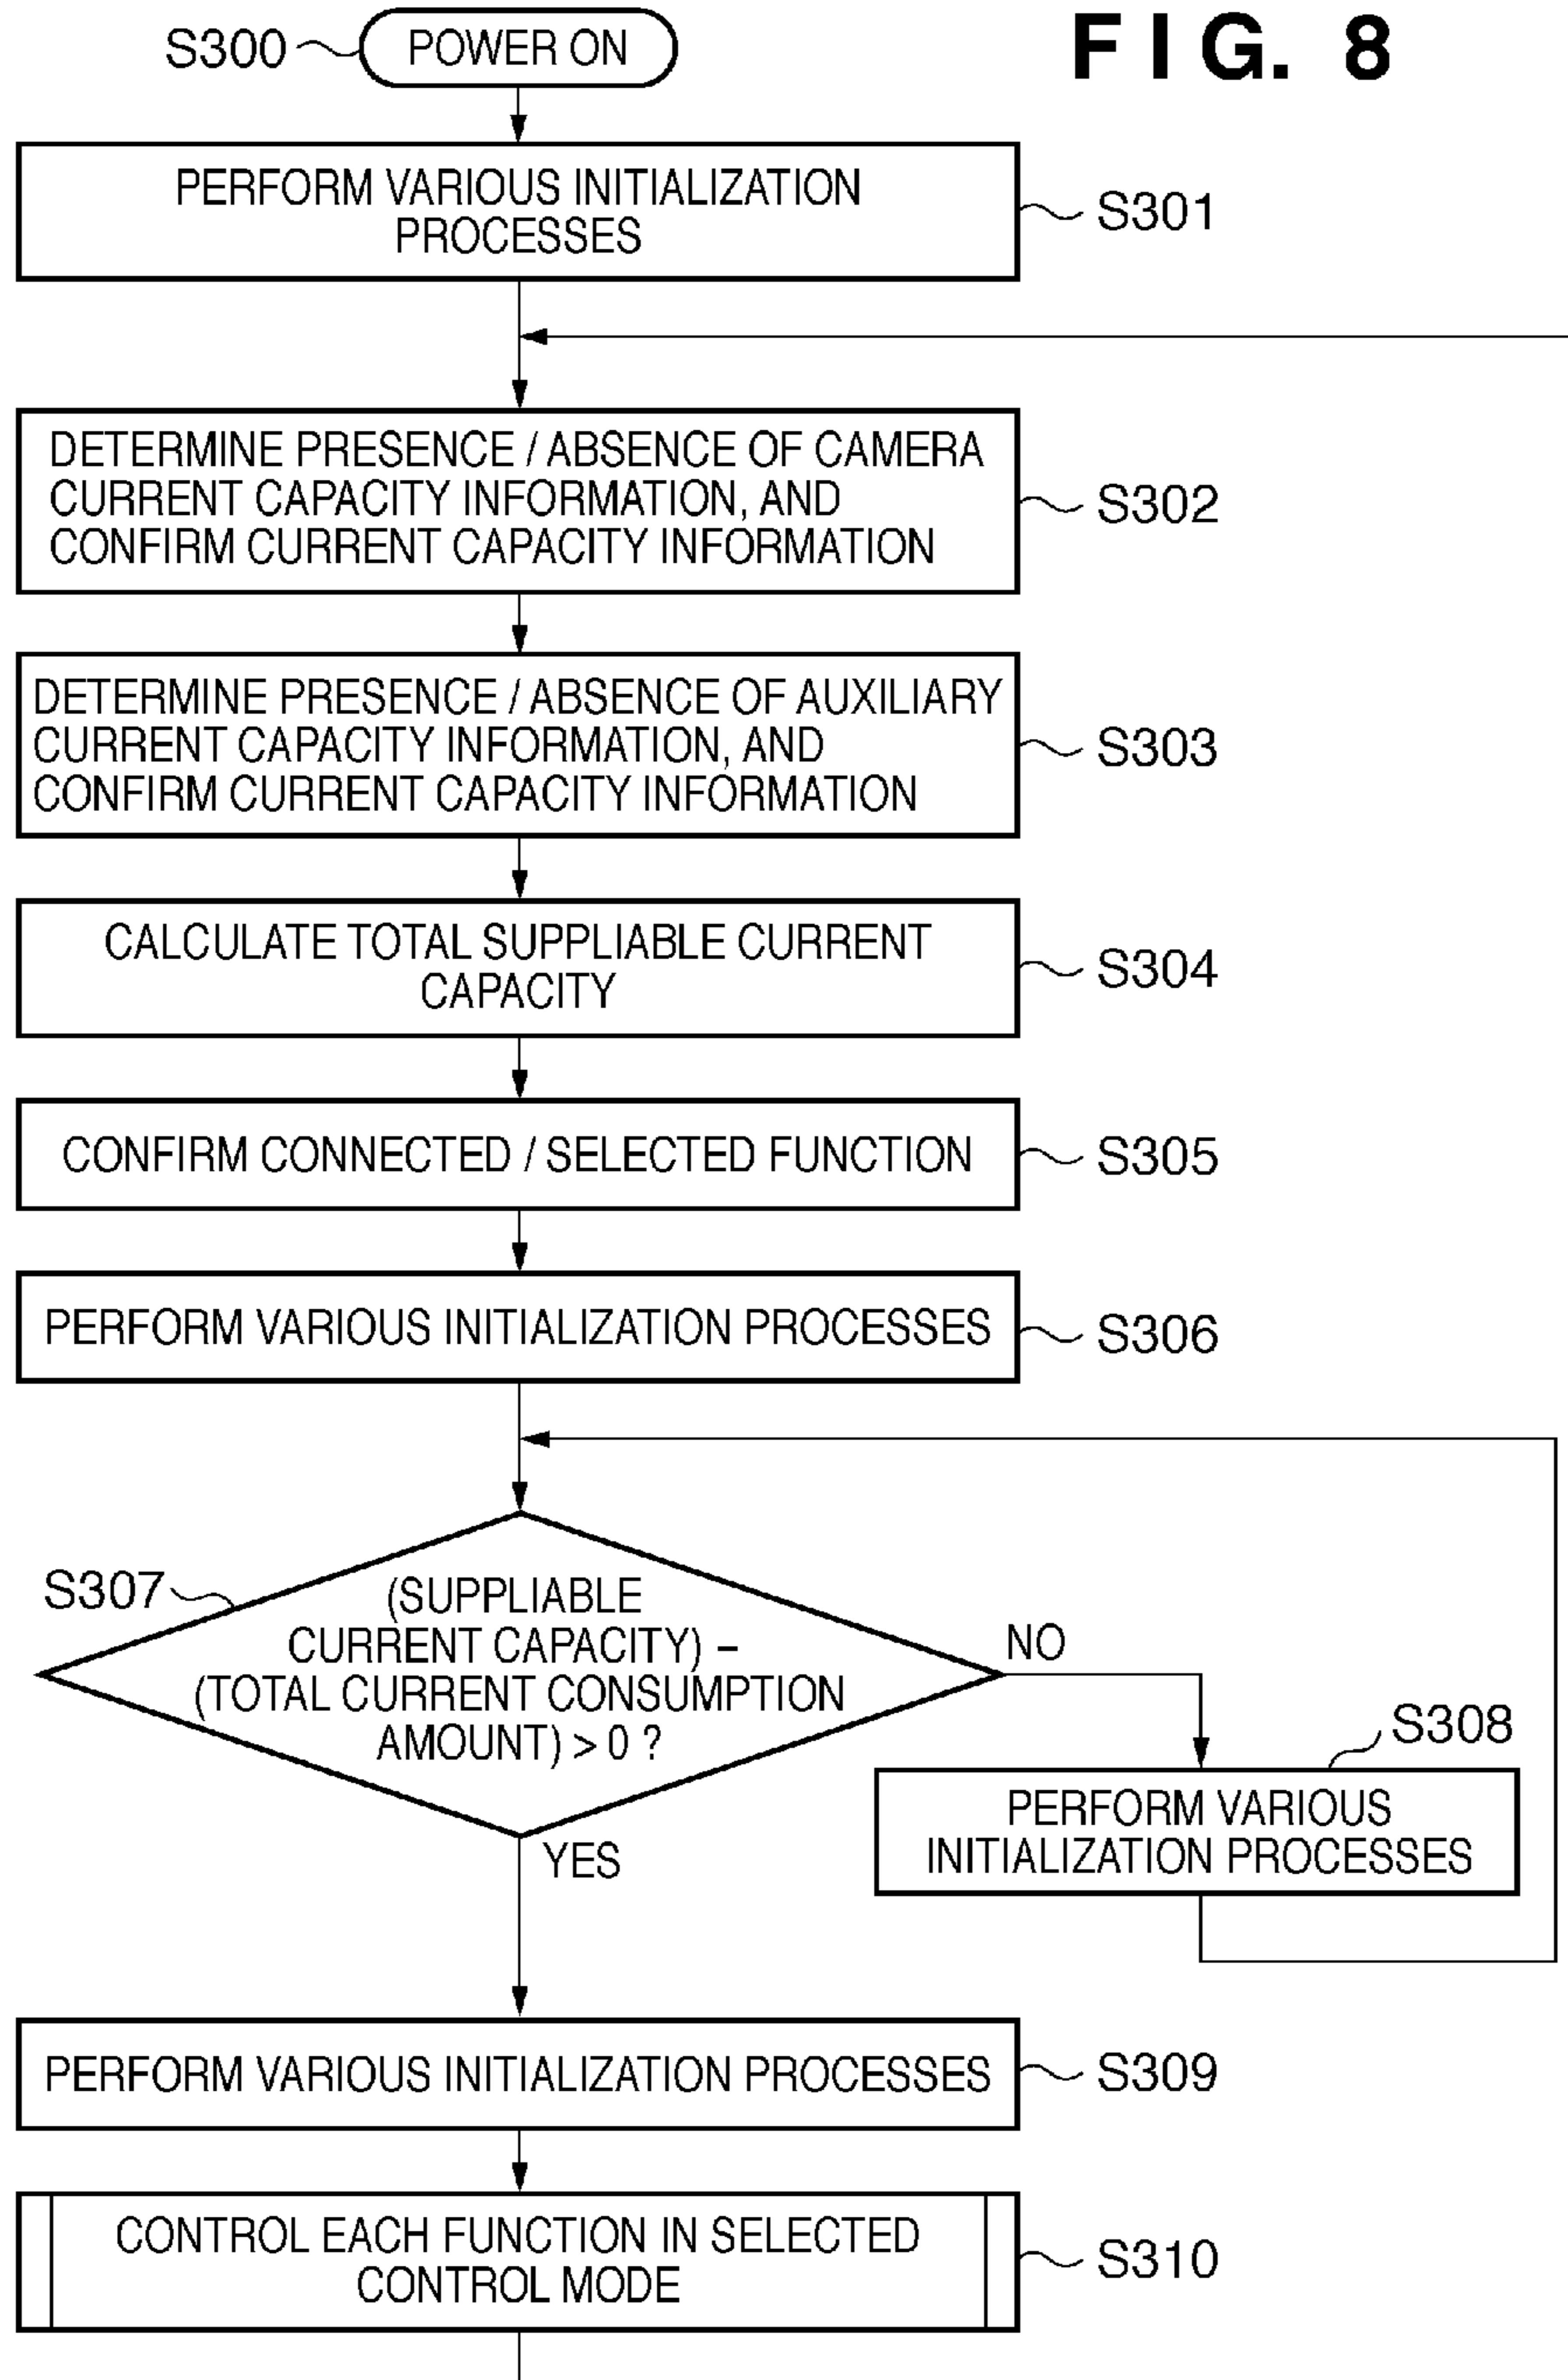 FIG. 8
S300
POWER ON
PERFORM VARIOUS INITIALIZATION
PROCESSES
S301
DETERMINE PRESENCE / ABSENCE OF CAMERA
CURRENT CAPACITY INFORMATION, AND
CONFIRM CURRENT CAPACITY INFORMATION
S302
DETERMINE PRESENCE / ABSENCE OF AUXILIARY
CURRENT CAPACITY INFORMATION, AND
CONFIRM CURRENT CAPACITY INFORMATION
S303
CALCULATE TOTAL SUPPLIABLE CURRENT
CAPACITY
S304
CONFIRM CONNECTED / SELECTED FUNCTION
S305
PERFORM VARIOUS INITIALIZATION PROCESSES
S306
S307
(SUPPLIABLE
CURRENT CAPACITY) –
(TOTAL CURRENT CONSUMPTION
AMOUNT) > 0 ?
NO
YES
S308
PERFORM VARIOUS
INITIALIZATION PROCESSES
PERFORM VARIOUS INITIALIZATION PROCESSES
S309
CONTROL EACH FUNCTION IN SELECTED
CONTROL MODE
S310